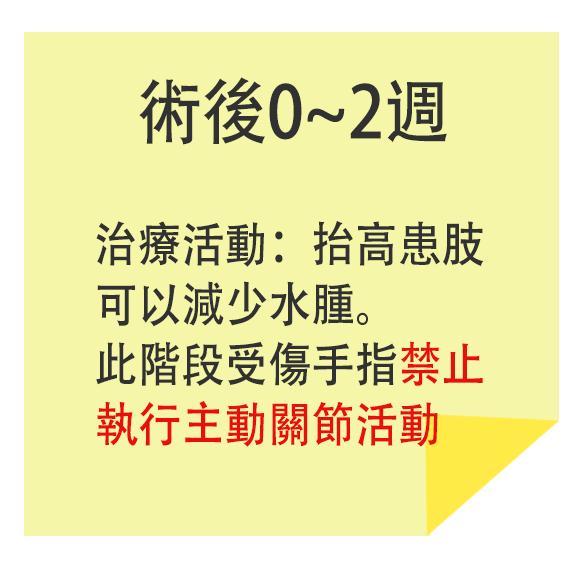 術後0~2週
治療活動：抬高患肢
可以減少水腫。
此階段受傷手指禁止
執行主動關節活動